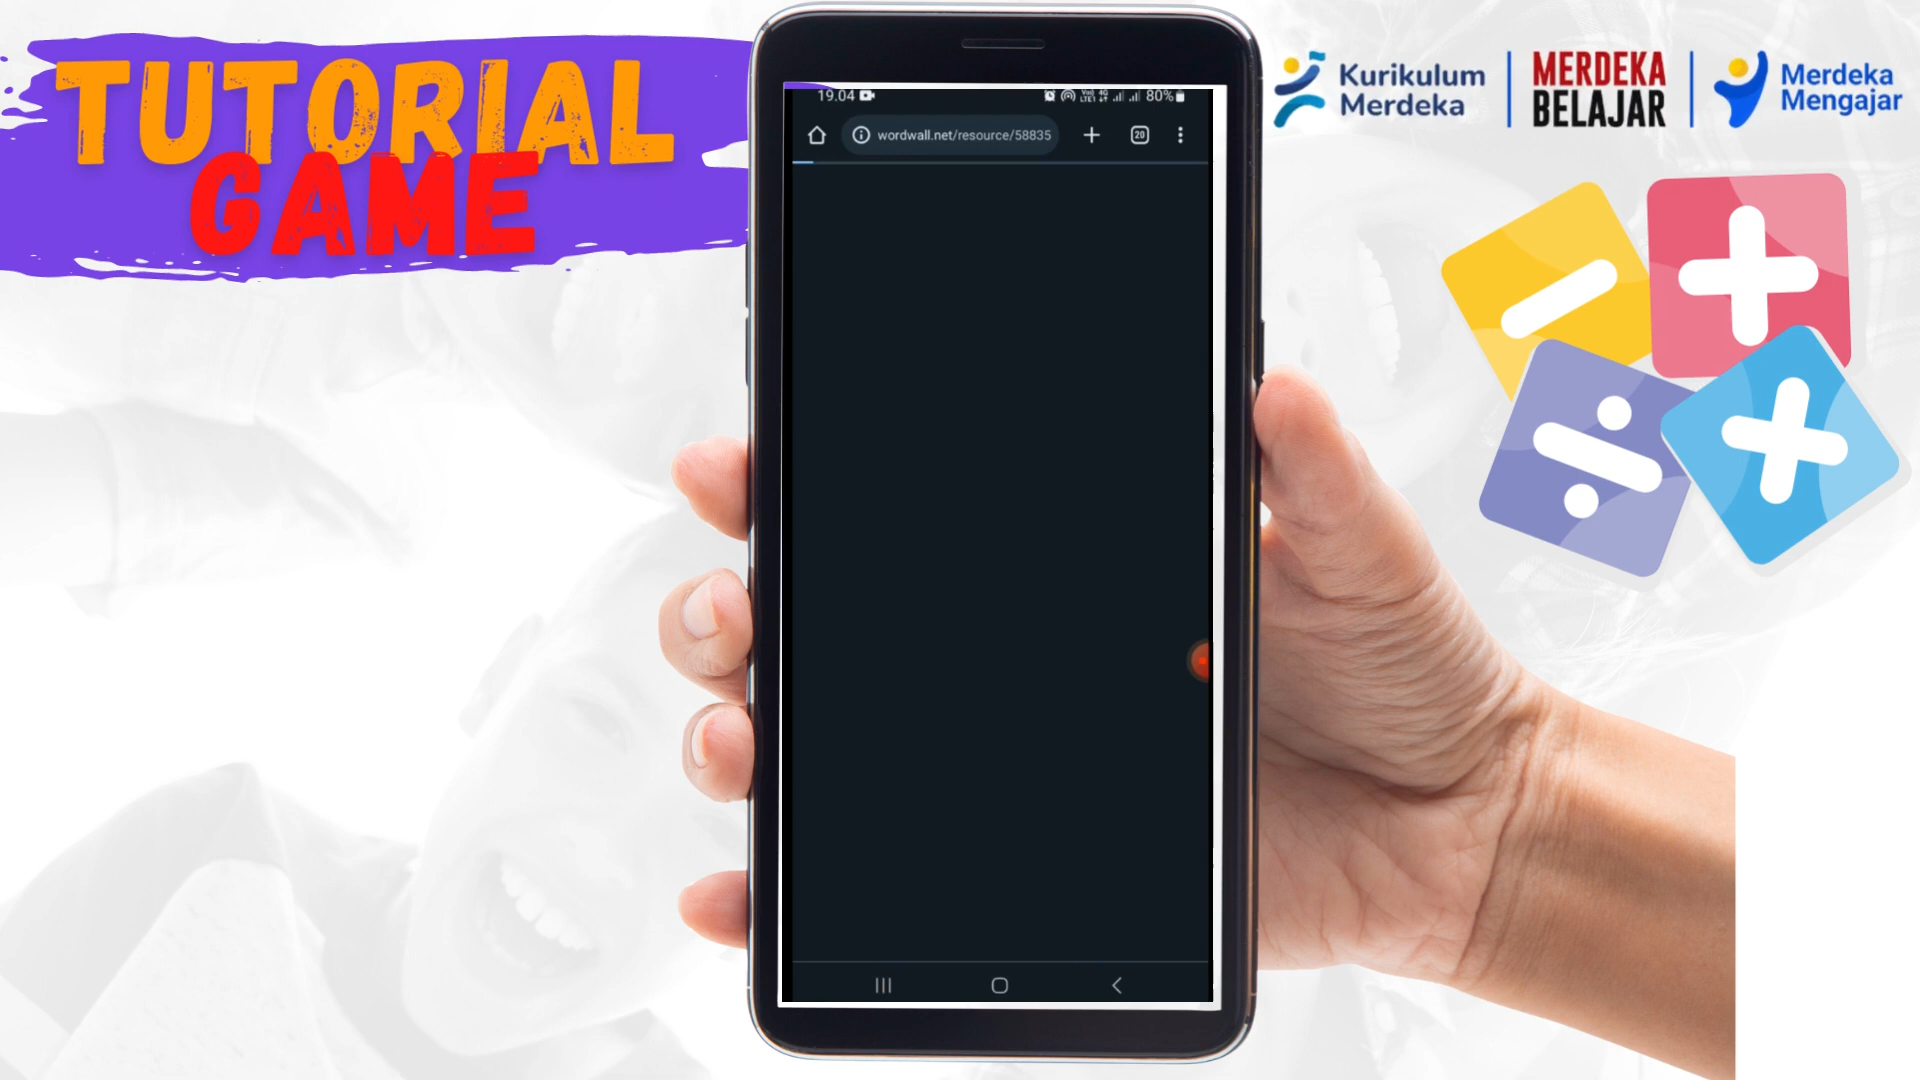 TUTORIAL
GAME
19.04
80%
wordwall.net/resource/58835
20
Kurikulum
Merdeka
MERDEKA
BELAJAR
Merdeka
Mengajar